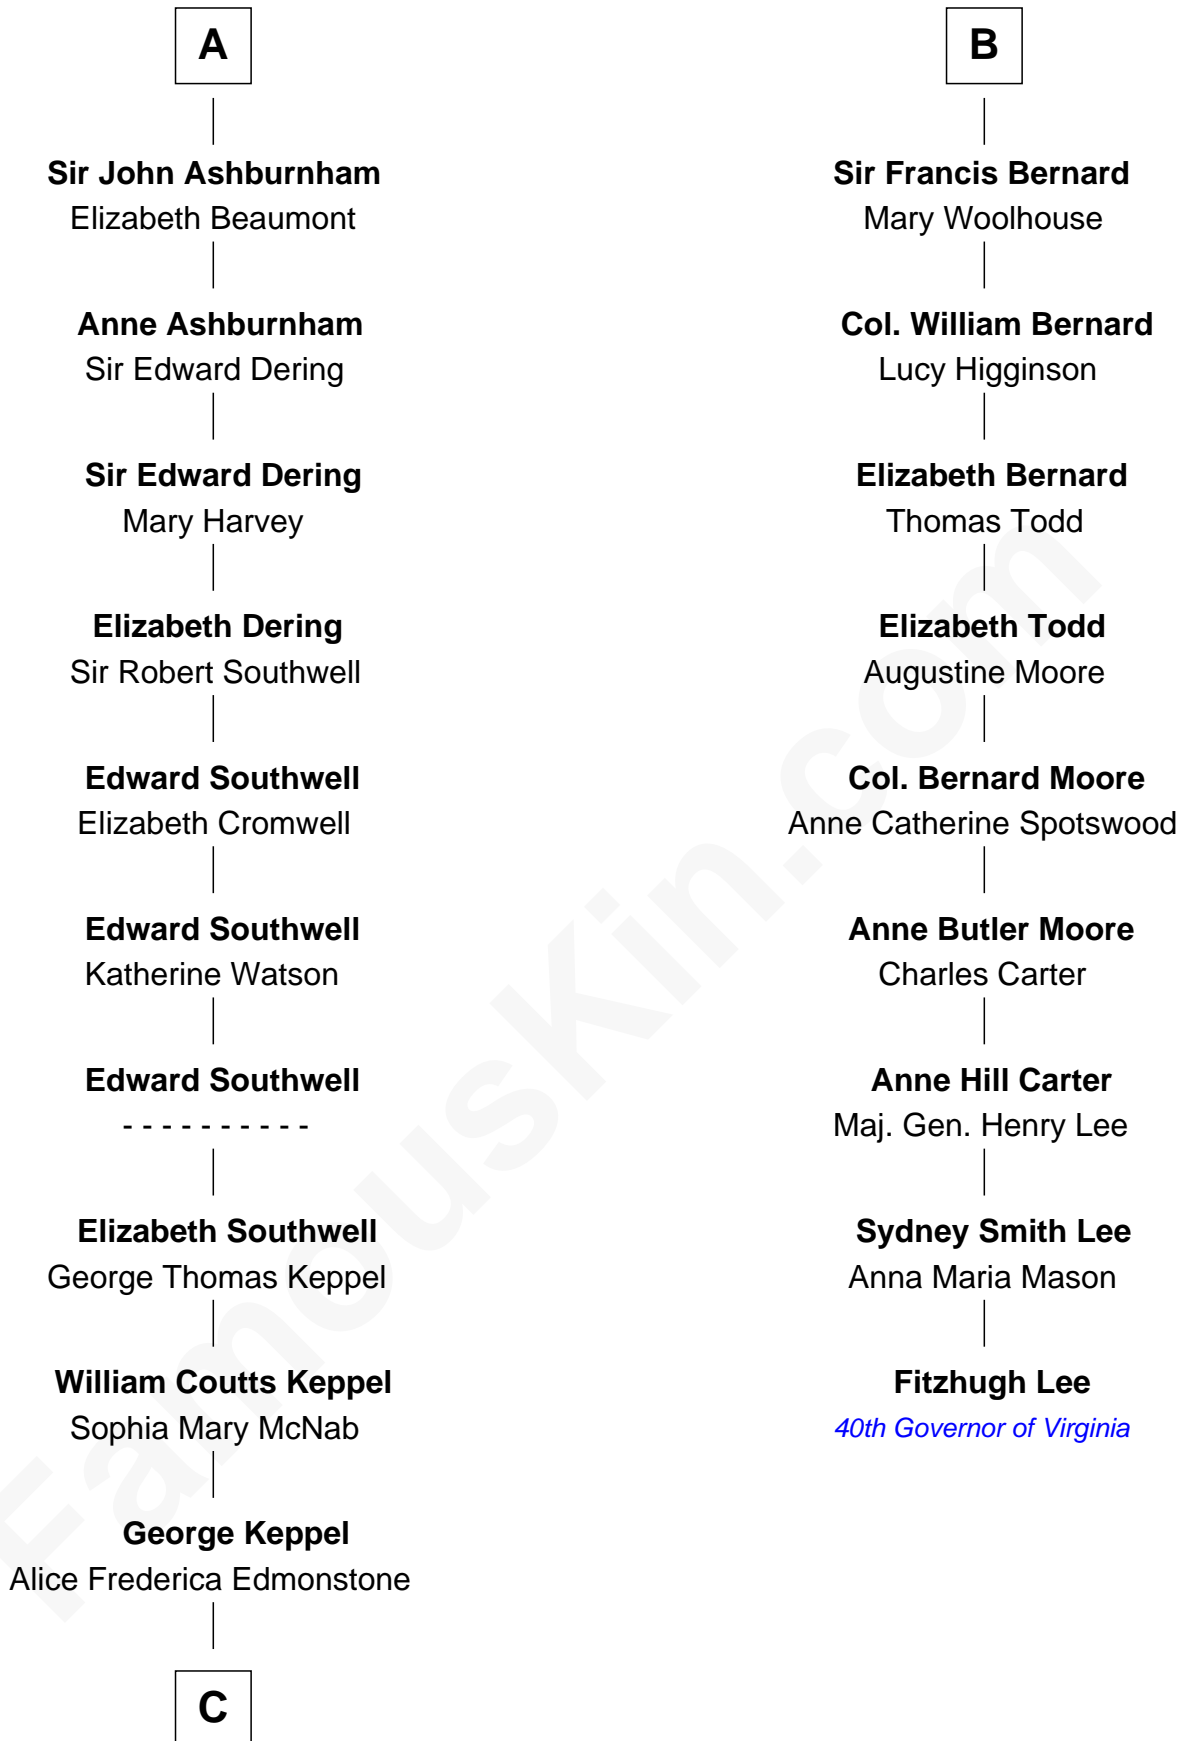 A
Sir John Ashburnham
Elizabeth Beaumont
Anne Ashburnham
Sir Edward Dering
Sir Edward Dering
Mary Harvey
Elizabeth Dering
Sir Robert Southwell
Edward Southwell
Elizabeth Cromwell
Edward Southwell
Katherine Watson
Edward Southwell
- - - - - - - - - -
Elizabeth Southwell
George Thomas Keppel
William Coutts Keppel
Sophia Mary McNab
George Keppel
Alice Frederica Edmonstone
C
B
Sir Francis Bernard
Mary Woolhouse
Col. William Bernard
Lucy Higginson
Elizabeth Bernard
Thomas Todd
Elizabeth Todd
Augustine Moore
Col. Bernard Moore
Anne Catherine Spotswood
Anne Butler Moore
Charles Carter
Anne Hill Carter
Maj. Gen. Henry Lee
Sydney Smith Lee
Anna Maria Mason
Fitzhugh Lee
40th Governor of Virginia
FamousKin.com